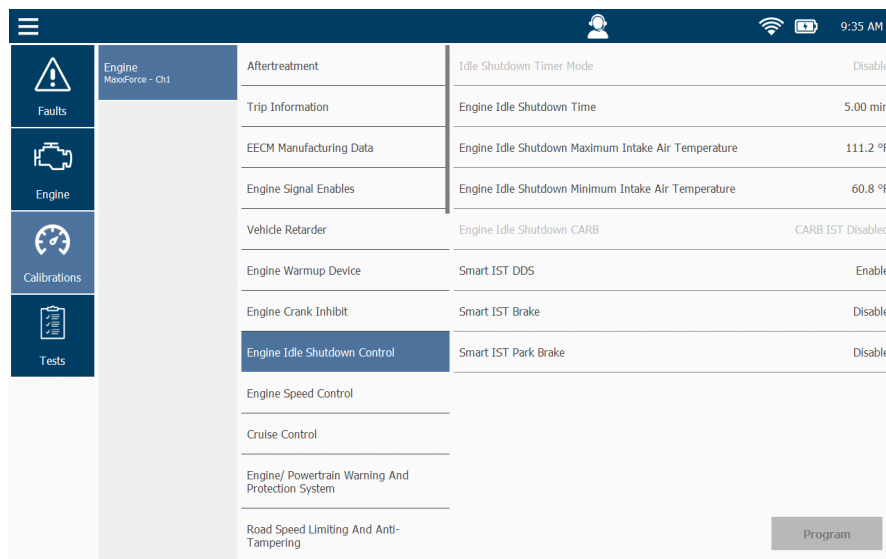 9:35 AM
Faults
Engine
Calibrations
Tests
Engine
MaxxForce - Ch1
Aftertreatment
Trip Information
EECM Manufacturing Data
Engine Signal Enables
Vehicle Retarder
Engine Warmup Device
Engine Crank Inhibit
Engine Idle Shutdown Control
Engine Speed Control
Cruise Control
Engine/ Powertrain Warning And
Protection System
Road Speed Limiting And Anti-
Tampering
Idle Shutdown Timer Mode Disable
Engine Idle Shutdown Time 5.00 min
Engine Idle Shutdown Maximum Intake Air Temperature 111.2 °F
Engine Idle Shutdown Minimum Intake Air Temperature 60.8 °F
Engine Idle Shutdown CARB CARB IST Disabled
Smart IST DDS Enable
Smart IST Brake Disable
Smart IST Park Brake Disable
Program